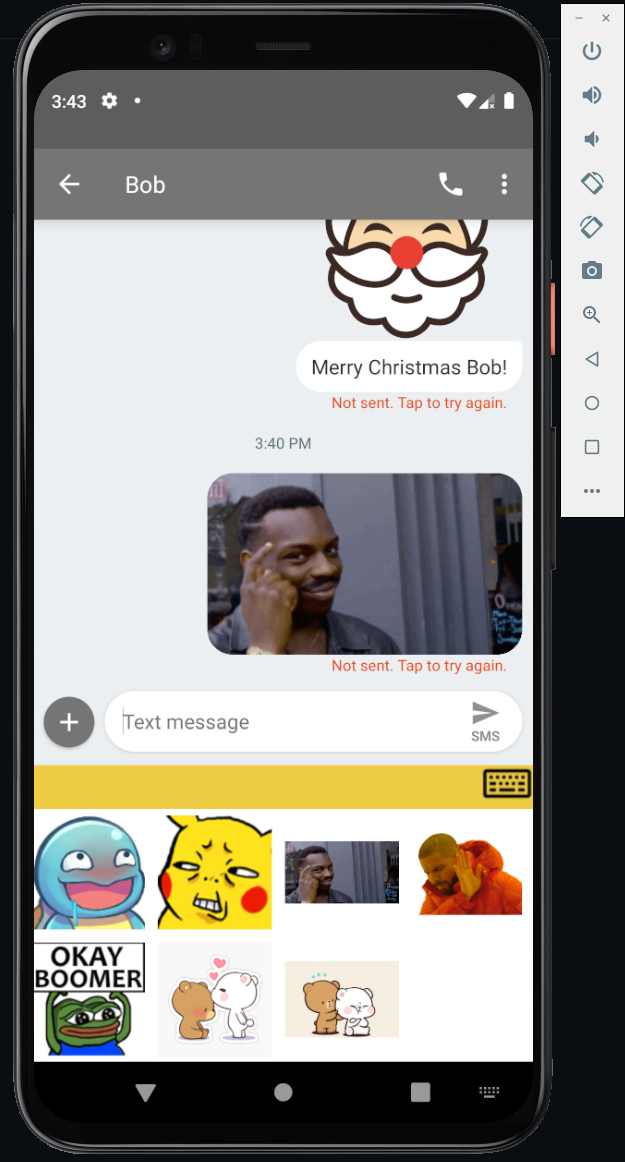 3:43
Bob
Merry Christmas Bob!
Not sent. Tap to try again.
3:40 PM
Not sent. Tap to try again.
Text message
SMS
OKAY
BOOMER